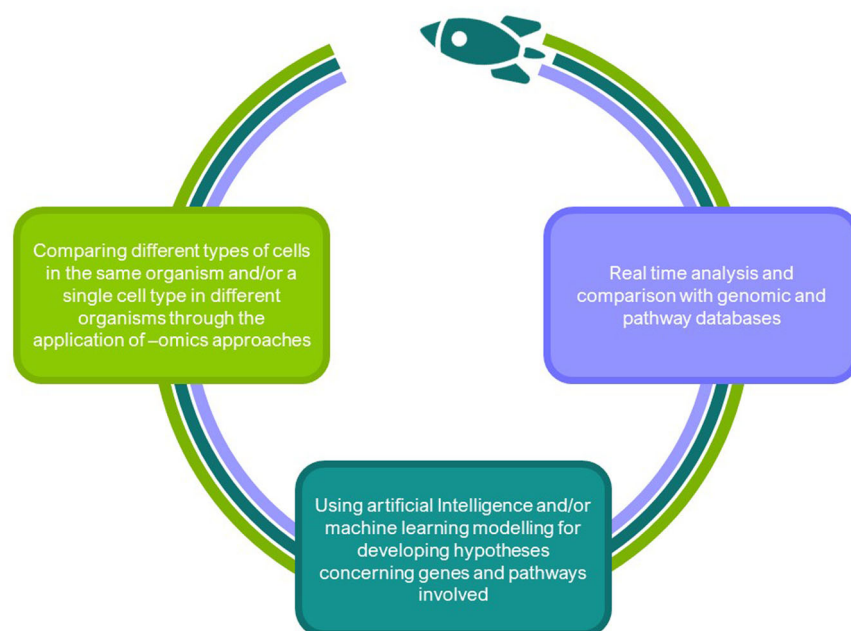 Comparing different types of cells
in the same organism and/or a
single cell type in different
organisms through the
application of –omics approaches
Real time analysis and
comparison with genomic and
pathway databases
Using artificial Intelligence and/or
machine learning modelling for
developing hypotheses
concerning genes and pathways
involved